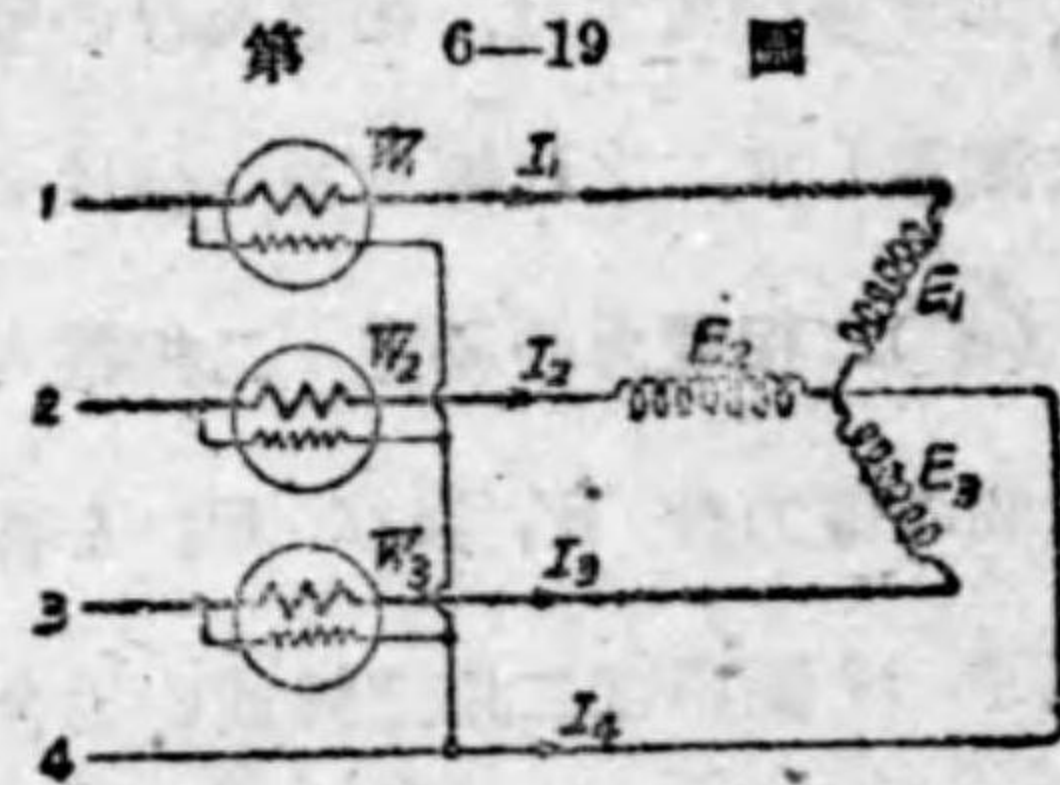 第 6—19 圖
W₁ I₁
1
E₁
W₂ I₂ E₂
2
E₃
W₃ I₃
3
I₄
4